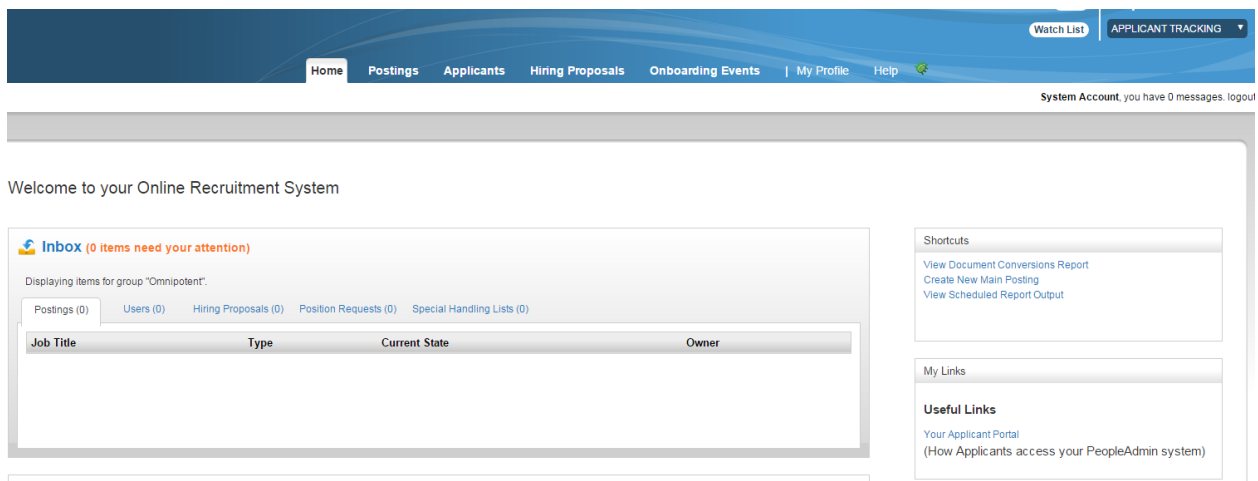 Watch List
APPLICANT TRACKING
Home Postings Applicants Hiring Proposals Onboarding Events | My Profile Help
System Account, you have 0 messages. logout
Welcome to your Online Recruitment System
Inbox (0 items need your attention)
Displaying items for group "Omnipotent".
Postings (0) Users (0) Hiring Proposals (0) Position Requests (0) Special Handling Lists (0)
Job Title Type Current State Owner
Shortcuts
View Document Conversions Report
Create New Main Posting
View Scheduled Report Output
My Links
Useful Links
Your Applicant Portal
(How Applicants access your PeopleAdmin system)